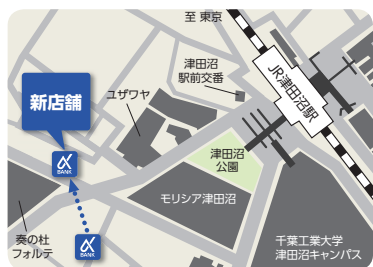 至 東京
津田沼
駅前交番
JR津田沼駅
新店舗
ユザワヤ
津田沼
公園
α
BANK
モリシア津田沼
奏の杜
フォルテ
α
BANK
千葉工業大学
津田沼キャンパス